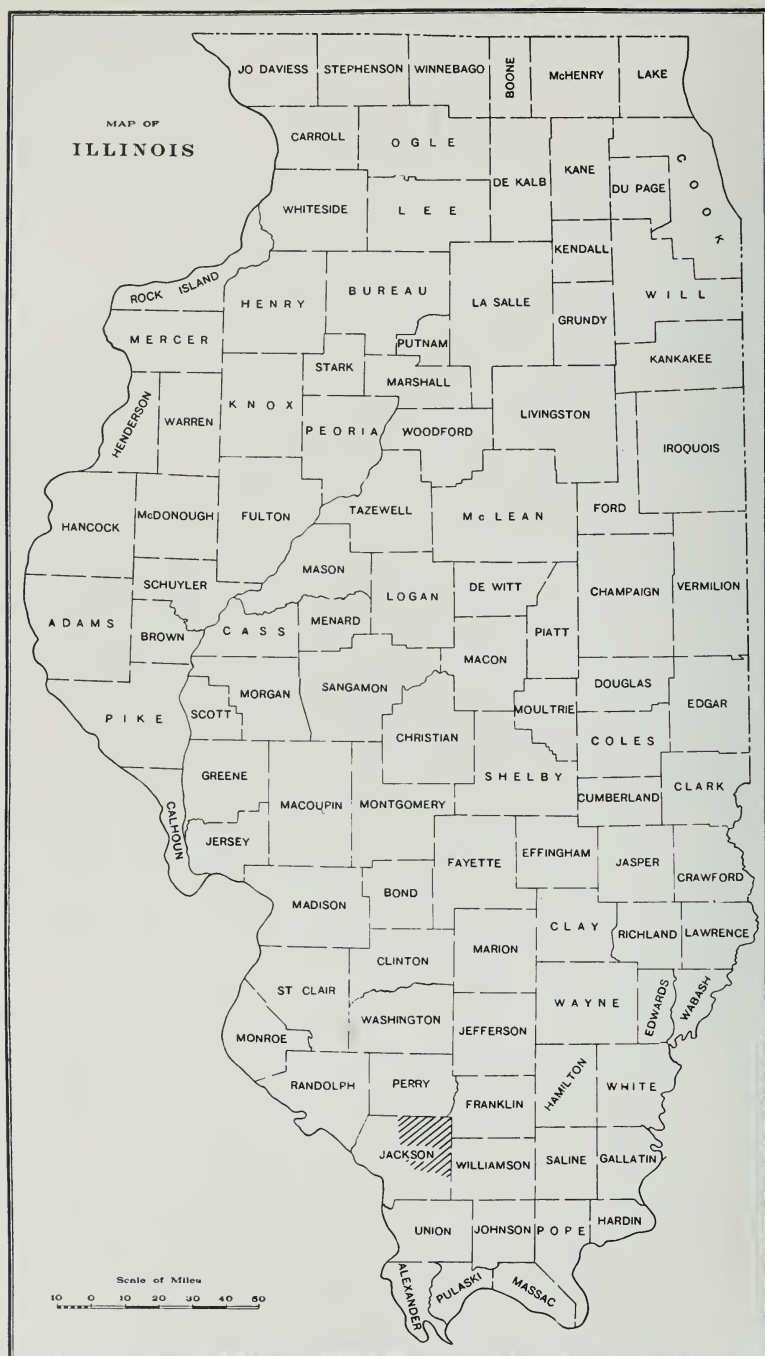 JO DAVIESS STEPHENSON WINNEBAGO BOONE McHENRY LAKE
MAP OF
ILLINOIS
CARROLL OGLE DE KALB KANE DU PAGE COOK
WHITESIDE LEE
KENDALL
ROCK ISLAND HENRY BUREAU LA SALLE GRUNDY WILL
MERCER PUTNAM
STARK MARSHALL KANKAKEE
HENDERSON WARREN KNOX PEORIA WOODFORD LIVINGSTON
IROQUOIS
HANCOCK McDONOUGH FULTON TAZEWELL McLEAN FORD
SCHUYLER MASON
ADAMS BROWN CASS MENARD LOGAN DE WITT PIATT CHAMPAIGN VERMILION
MACON
PIKE SCOTT MORGAN SANGAMON MOULTRIE DOUGLAS EDGAR
CHRISTIAN COLES
GREENE SHELBY
CALHOUN MACOUPIN MONTGOMERY CUMBERLAND CLARK
JERSEY
FAYETTE EFFINGHAM JASPER CRAWFORD
MADISON BOND
CLAY RICHLAND LAWRENCE
CLINTON MARION
ST CLAIR WAYNE EDWARDS WABASH
WASHINGTON JEFFERSON
MONROE
RANDOLPH PERRY HAMILTON WHITE
FRANKLIN
JACKSON WILLIAMSON SALINE GALLATIN
UNION JOHNSON POPE HARDIN
ALEXANDER PULASKI MASSAC
Scale of Miles
10 0 10 20 30 40 50